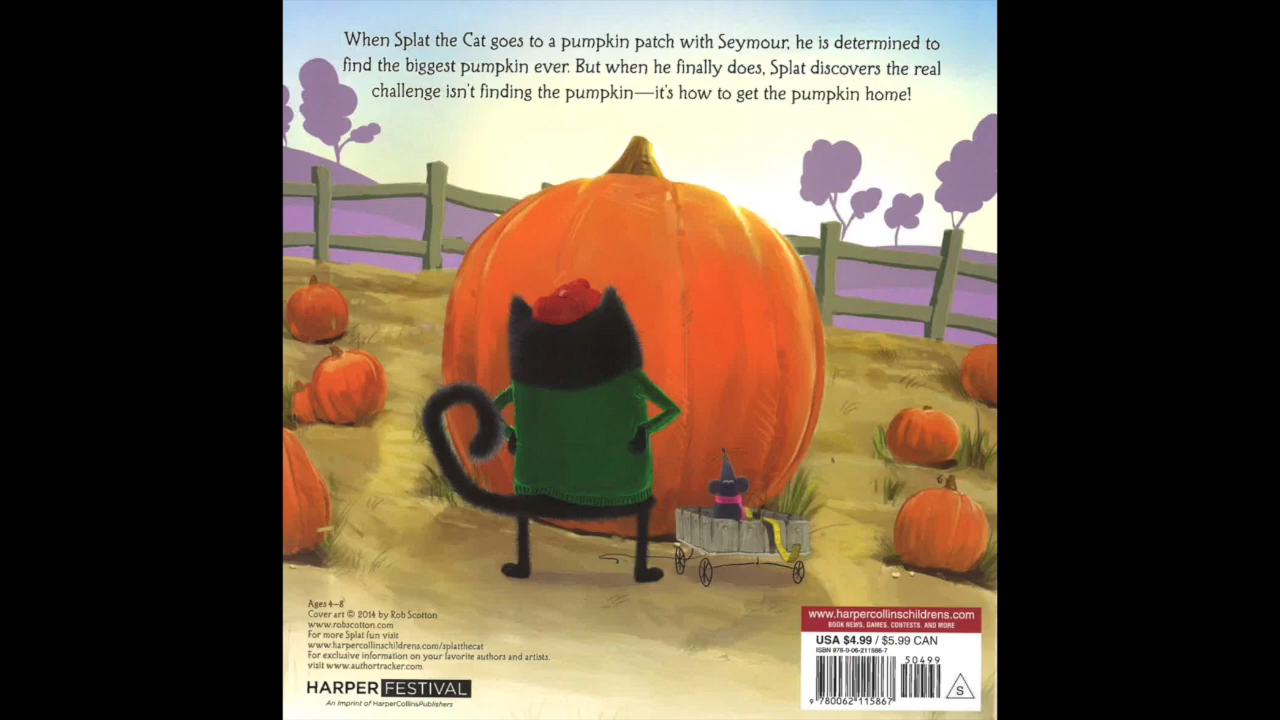 When Splat the Cat goes to a pumpkin patch with Seymour, he is determined to
find the biggest pumpkin ever. But when he finally does, Splat discovers the real
challenge isn't finding the pumpkin—it's how to get the pumpkin home!
Ages 4–8
Cover art © 2014 by Rob Scotton
www.robscotton.com
For more Splat fun visit
www.harpercollinschildrens.com/splatthecat
For exclusive information on your favorite authors and artists,
visit www.authortracker.com.
HARPER FESTIVAL
An Imprint of HarperCollinsPublishers
www.harpercollinschildrens.com
BOOK NEWS, GAMES, CONTESTS, AND MORE
USA $4.99 / $5.99 CAN
ISBN 978-0-06-211586-7
50499
9 780062 115867
S